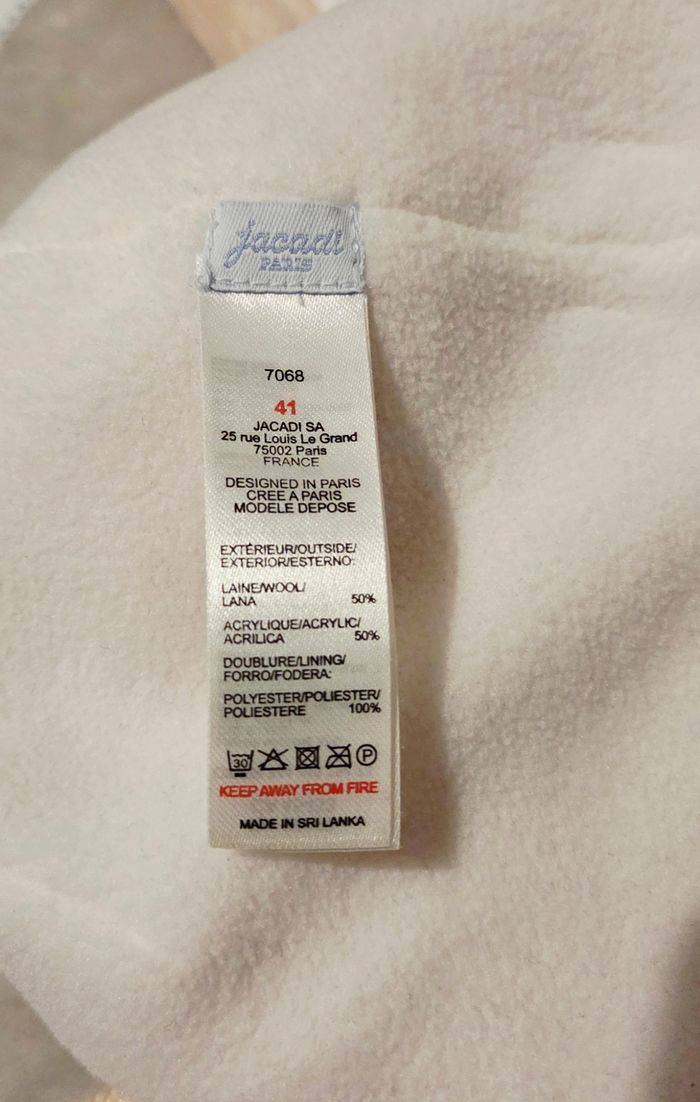 jacadi
PARIS
7068
41
JACADI SA
25 rue Louis Le Grand
75002 Paris
FRANCE
DESIGNED IN PARIS
CREE A PARIS
MODELE DEPOSE
EXTÉRIEUR/OUTSIDE/
EXTERIOR/ESTERNO:
LAINE/WOOL/
LANA 50%
ACRYLIQUE/ACRYLIC/
ACRILICA 50%
DOUBLURE/LINING/
FORRO/FODERA:
POLYESTER/POLIESTER/
POLIESTERE 100%
30 P
KEEP AWAY FROM FIRE
MADE IN SRI LANKA